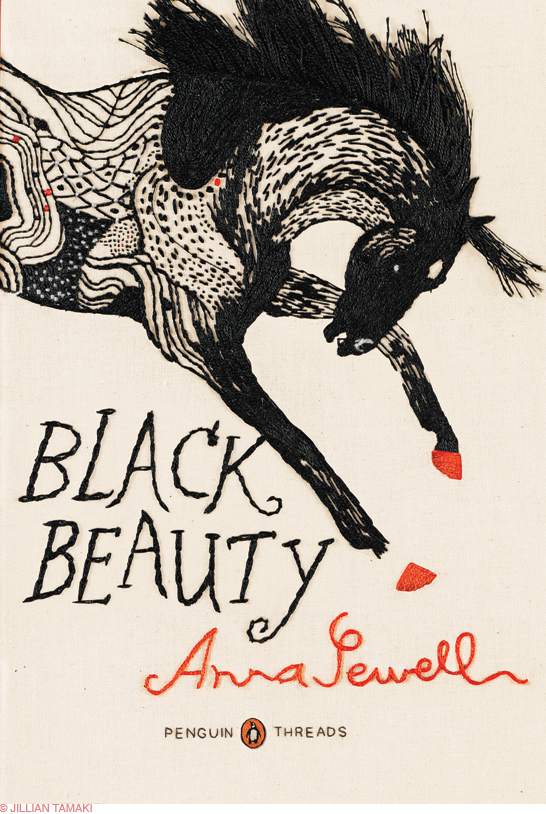 BLACK
BEAUTY
Anna Sewell
PENGUIN THREADS
© JILLIAN TAMAKI